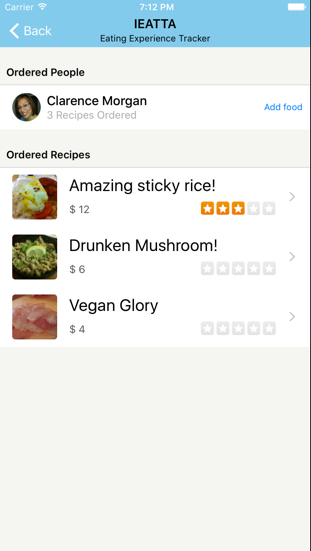 Carrier 7:12 PM
Back
IEATTA
Eating Experience Tracker
Ordered People
Clarence Morgan
3 Recipes Ordered
Add food
Ordered Recipes
Amazing sticky rice!
$ 12
Drunken Mushroom!
$ 6
Vegan Glory
$ 4